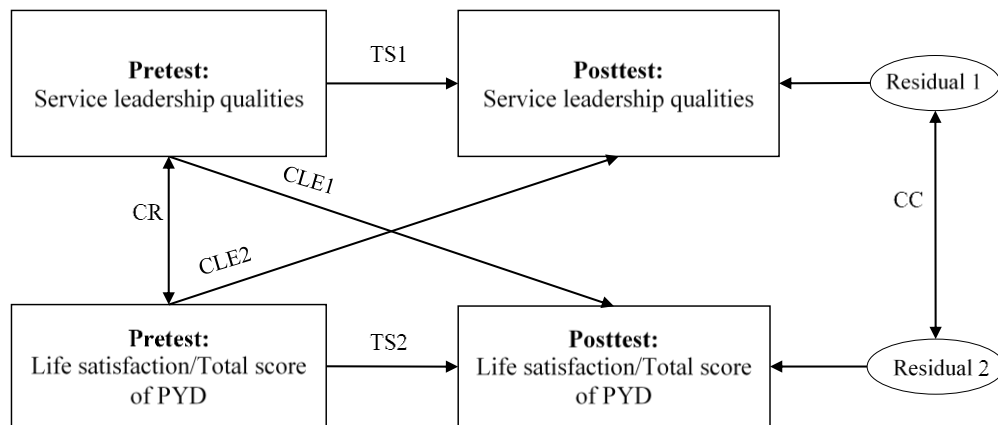 Pretest:
Service leadership qualities
TS1
Posttest:
Service leadership qualities
Residual 1
CR
CLE1
CLE2
CC
Pretest:
Life satisfaction/Total score
of PYD
TS2
Posttest:
Life satisfaction/Total score
of PYD
Residual 2